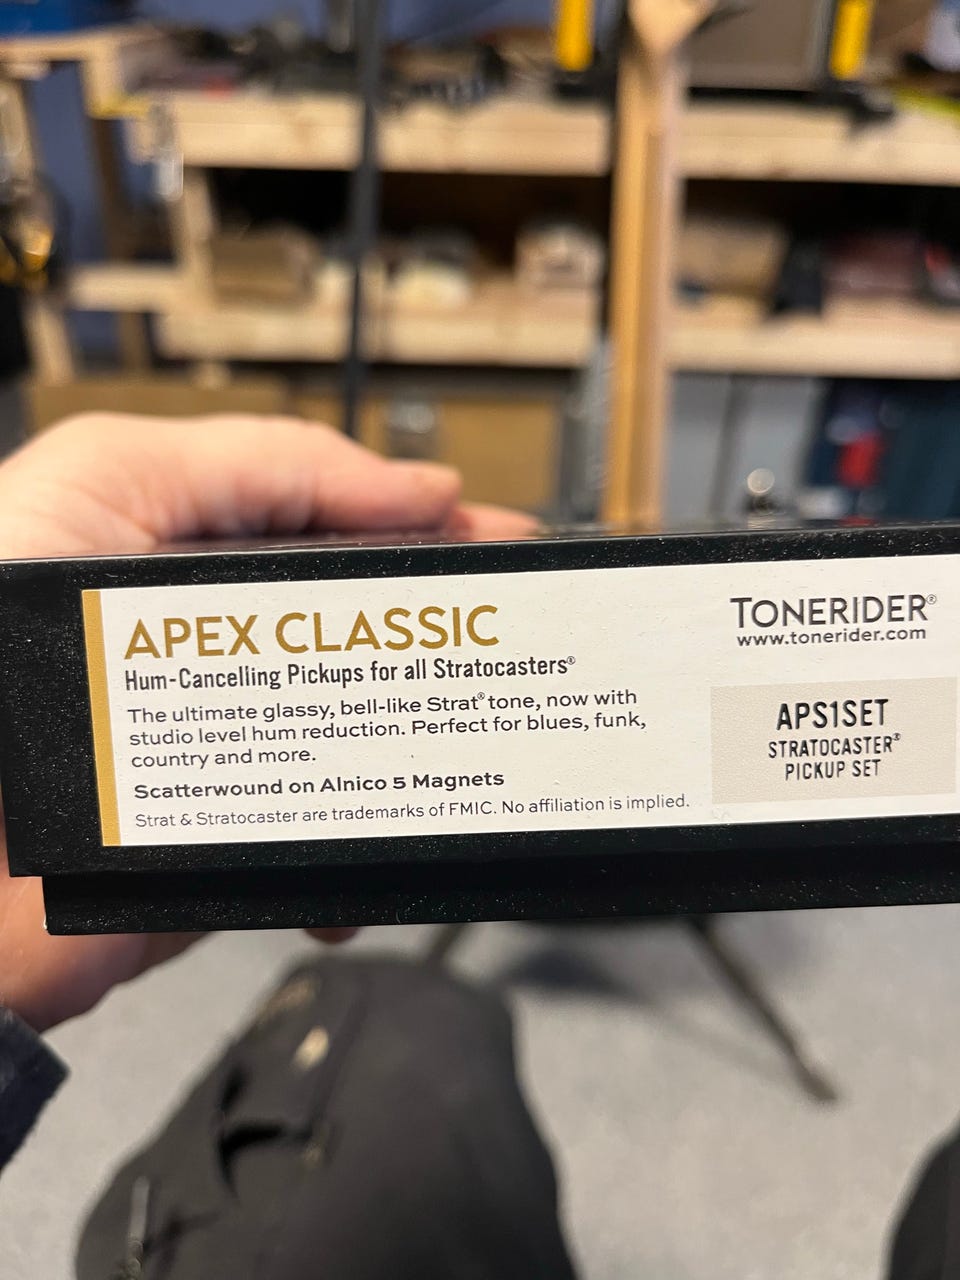 APEX CLASSIC
Hum-Cancelling Pickups for all Stratocasters®
The ultimate glassy, bell-like Strat® tone, now with
studio level hum reduction. Perfect for blues, funk,
country and more.
Scatterwound on Alnico 5 Magnets
Strat & Stratocaster are trademarks of FMIC. No affiliation is implied.
TONERIDER®
www.tonerider.com
APS1SET
STRATOCASTER®
PICKUP SET